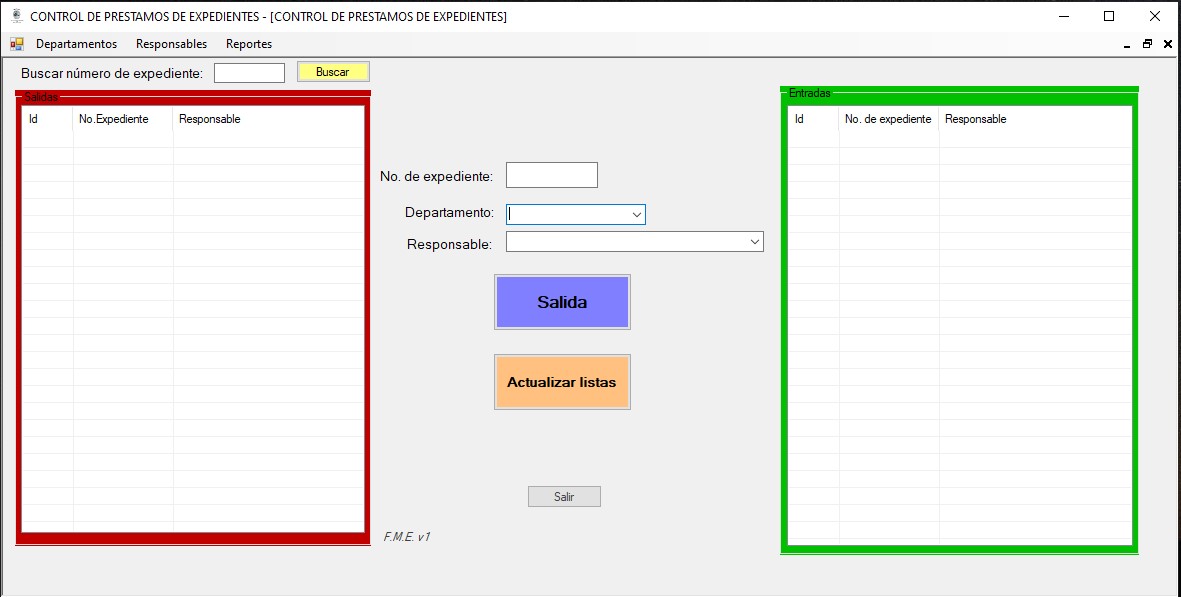 CONTROL DE PRESTAMOS DE EXPEDIENTES - [CONTROL DE PRESTAMOS DE EXPEDIENTES]
Departamentos Responsables Reportes
Buscar número de expediente: Buscar
Salidas
Id No.Expediente Responsable
Entradas
Id No. de expediente Responsable
No. de expediente:
Departamento:
Responsable:
Salida
Actualizar listas
Salir
F.M.E. v1